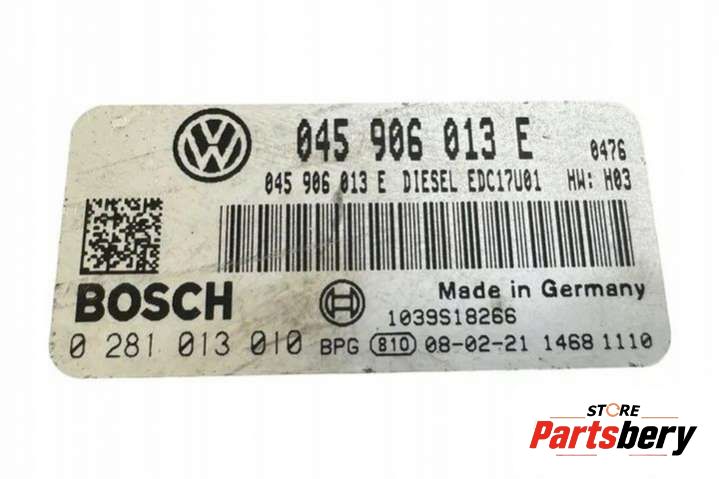 045 906 013 E 0476
045 906 013 E DIESEL EDC17U01 HW: H03
BOSCH
Made in Germany
1039S18266
0 281 013 010 BPG 810 08-02-21 1468 1110
STORE
Partsbery